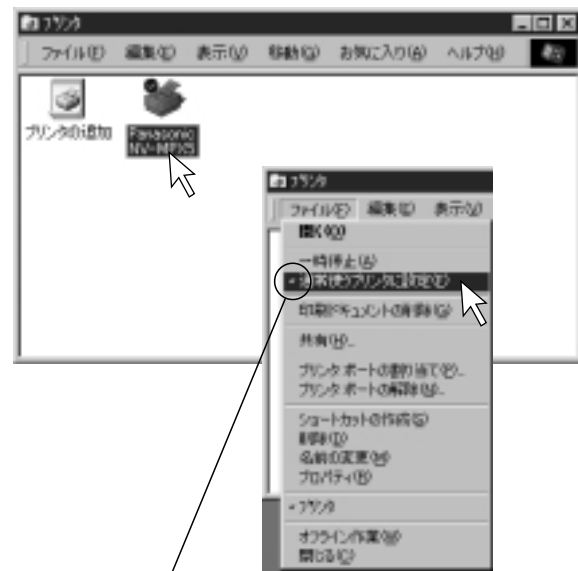 プリンタ
ファイル(F) 編集(E) 表示(V) 移動(G) お気に入り(A) ヘルプ(H)
プリンタの追加
Panasonic
NV-MPX5
プリンタ
ファイル(F) 編集(E) 表示(V)
開く(O)
一時停止(A)
通常使うプリンタに設定(F)
印刷ドキュメントの削除(G)
共有(H)...
プリンタ ポートの割り当て(P)...
プリンタ ポートの解除(U)...
ショートカットの作成(S)
削除(D)
名前の変更(M)
プロパティ(R)
プリンタ
オフライン作業(W)
閉じる(C)